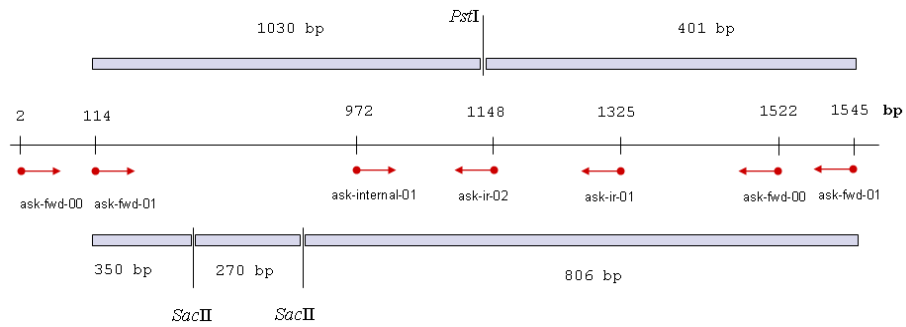 PstI
1030 bp 401 bp
2 114 972 1148 1325 1522 1545 bp
ask-fwd-00 ask-fwd-01 ask-internal-01 ask-ir-02 ask-ir-01 ask-fwd-00 ask-fwd-01
350 bp 270 bp 806 bp
SacII SacII